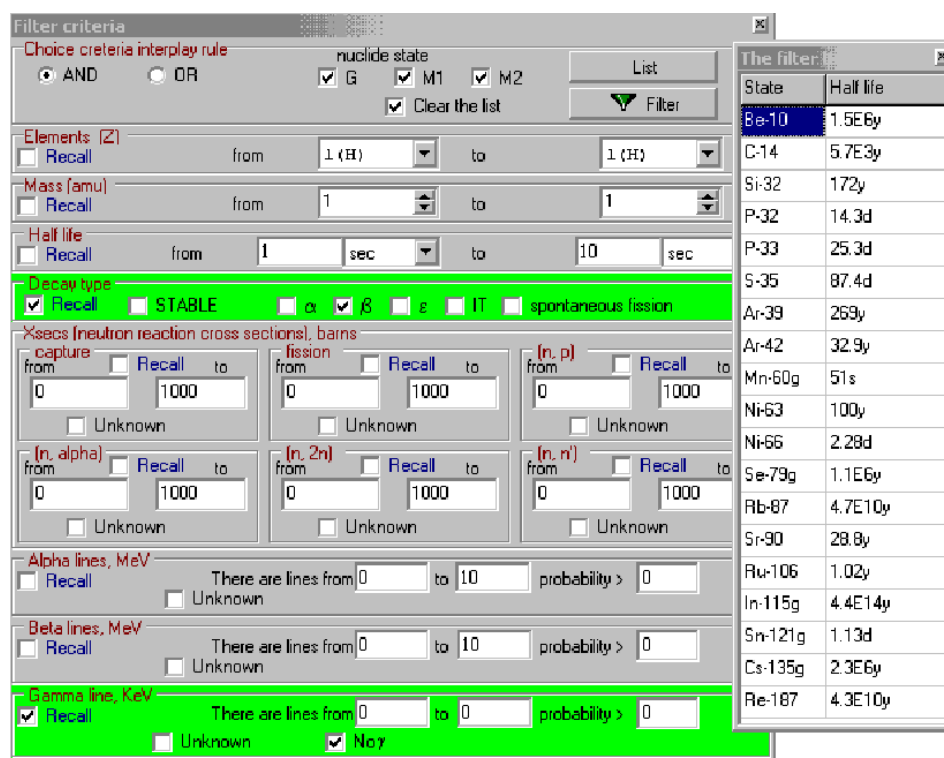 Filter criteria
Choice creteria interplay rule
AND OR
nuclide state
G M1 M2
Clear the list
List
Filter
Elements (Z)
Recall from 1 (H) to 1 (H)
Mass (amu)
Recall from 1 to 1
Half life
Recall from 1 sec to 10 sec
Decay type
Recall STABLE α β ε IT spontaneous fission
Xsecs (neutron reaction cross sections), barns
capture fission (n, p)
from Recall to from Recall to from Recall to
0 1000 0 1000 0 1000
Unknown Unknown Unknown
(n, alpha) (n, 2n) (n, n')
from Recall to from Recall to from Recall to
0 1000 0 1000 0 1000
Unknown Unknown Unknown
Alpha lines, MeV
Recall There are lines from 0 to 10 probability > 0
Unknown
Beta lines, MeV
Recall There are lines from 0 to 10 probability > 0
Unknown
Gamma line, KeV
Recall There are lines from 0 to 0 probability > 0
Unknown No γ
The filter
State Half life
Be-10 1.5E6y
C-14 5.7E3y
Si-32 172y
P-32 14.3d
P-33 25.3d
S-35 87.4d
Ar-39 269y
Ar-42 32.9y
Mn-60g 51s
Ni-63 100y
Ni-66 2.28d
Se-79g 1.1E6y
Rb-87 4.7E10y
Sr-90 28.8y
Ru-106 1.02y
In-115g 4.4E14y
Sn-121g 1.13d
Cs-135g 2.3E6y
Re-187 4.3E10y